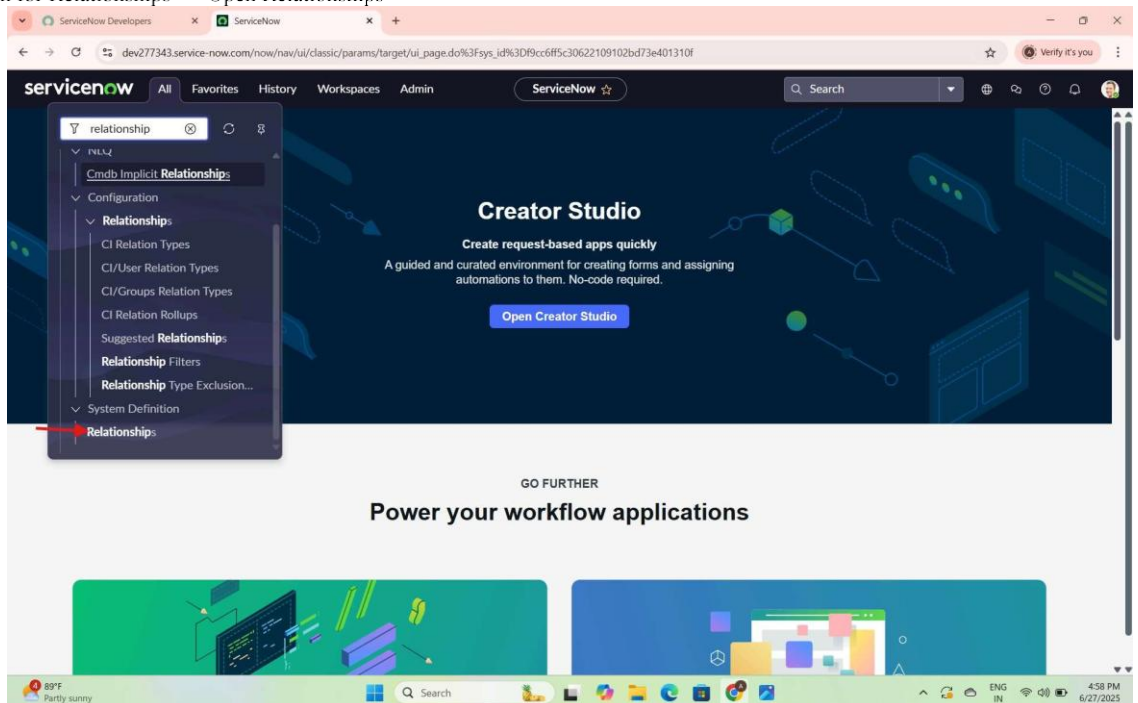 n for Relationships Open Relationships
ServiceNow Developers
ServiceNow
dev277343.service-now.com/now/nav/ui/classic/params/target/ui_page.do%3Fsys_id%3Df9cc6ff5c30622109102bd73e401310f
Verify it's you
servicenow All Favorites History Workspaces Admin ServiceNow Search
relationship
NLQ
Cmdb Implicit Relationships
Configuration
Relationships
CI Relation Types
CI/User Relation Types
CI/Groups Relation Types
CI Relation Rollups
Suggested Relationships
Relationship Filters
Relationship Type Exclusion...
System Definition
Relationships
Creator Studio
Create request-based apps quickly
A guided and curated environment for creating forms and assigning
automations to them. No-code required.
Open Creator Studio
GO FURTHER
Power your workflow applications
89°F
Partly sunny
Search
ENG
IN
4:58 PM
6/27/2025